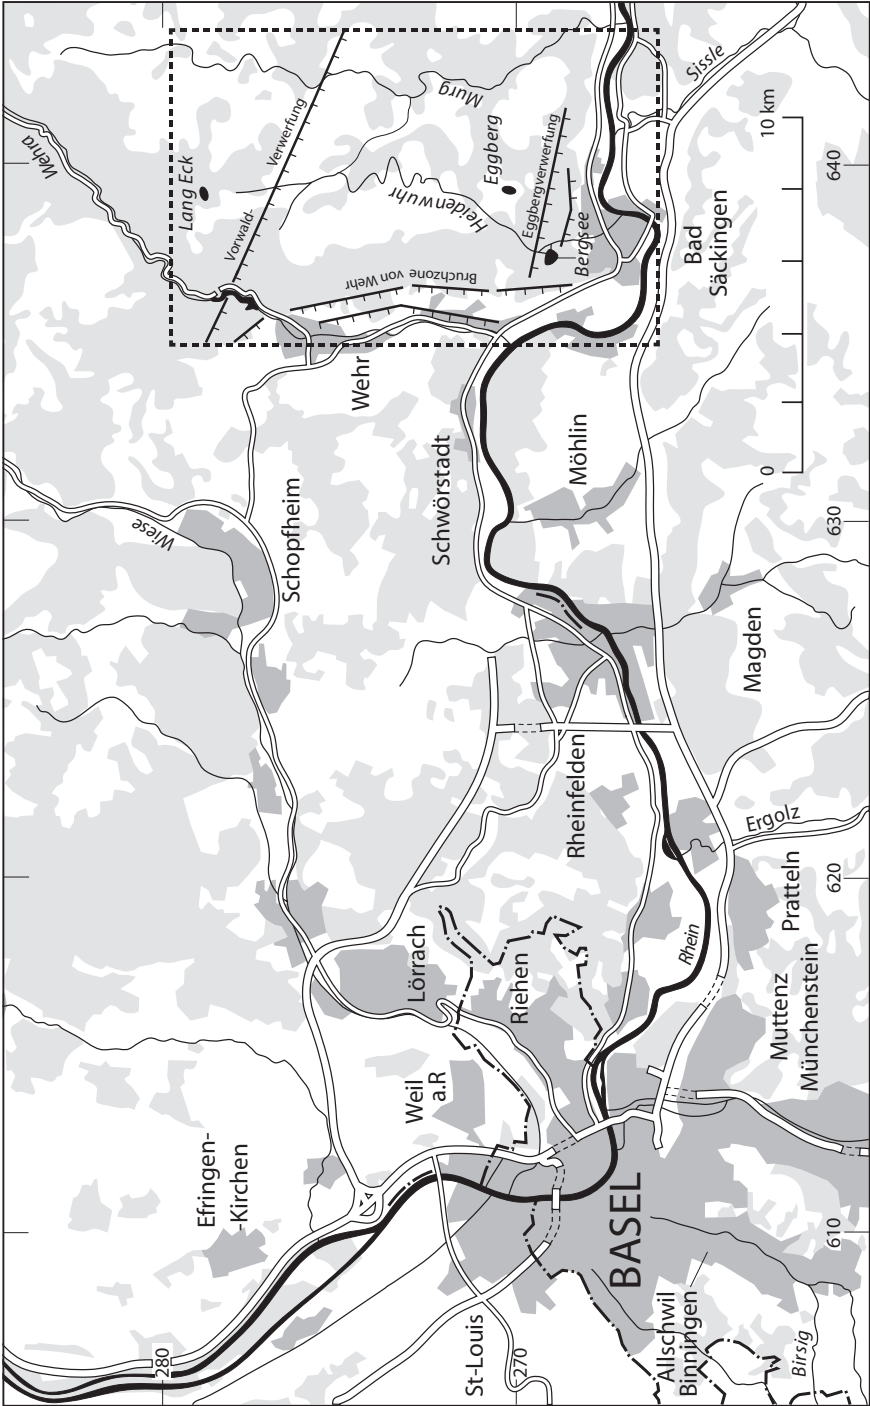 Wehra
Lang Eck
Vorwald-
Verwerfung
Murg
Heidenwuhr
Eggberg
Eggbergverwerfung
Bergsee
Bruchzone von Wehr
Sissle
10 km
0
640
Bad
Säckingen
Wehr
Wiese
Schopfheim
Schwörstadt
Möhlin
630
Magden
Rheinfelden
Ergolz
620
Pratteln
Rhein
Lörrach
Riehen
Muttenz
Münchenstein
Weil
a.R
Efringen-
-Kirchen
BASEL
610
St-Louis
Allschwil
Binningen
Birsig
280
270